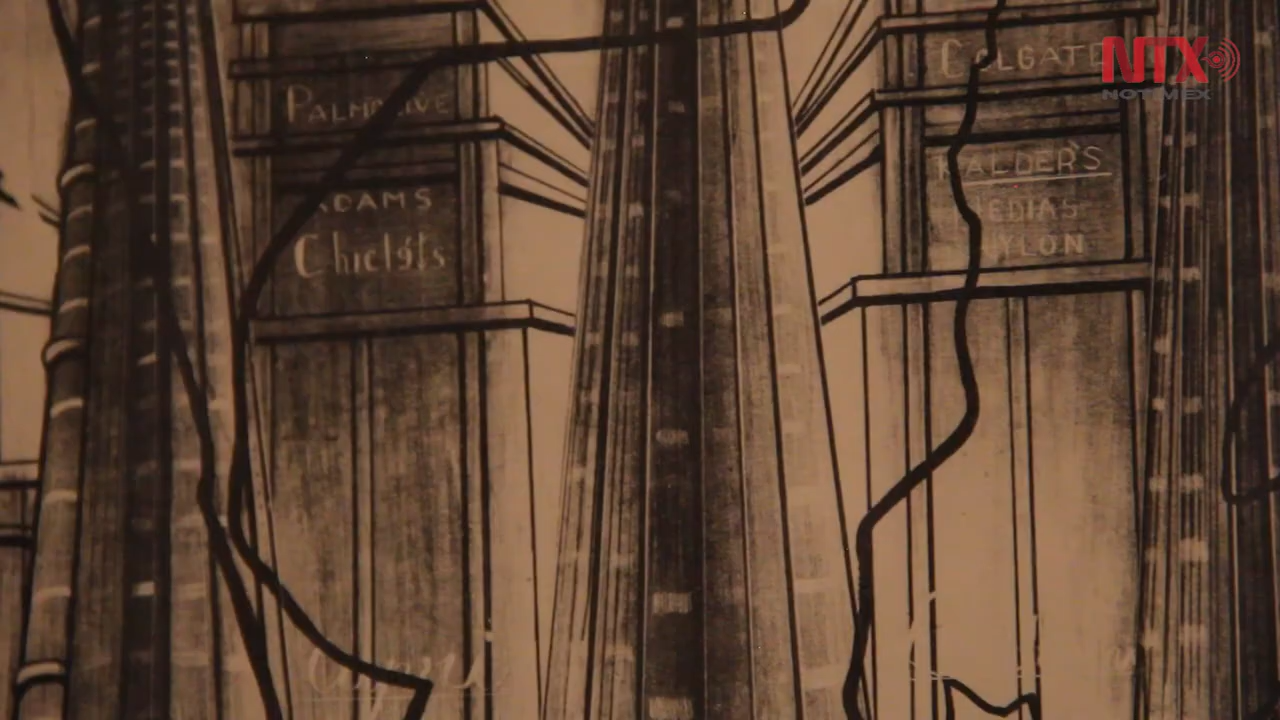 PALMOLIVE
ADAMS
Chiclets
COLGATE
KALDER'S
MEDIAS
NYLON
NTX
NOTIMEX